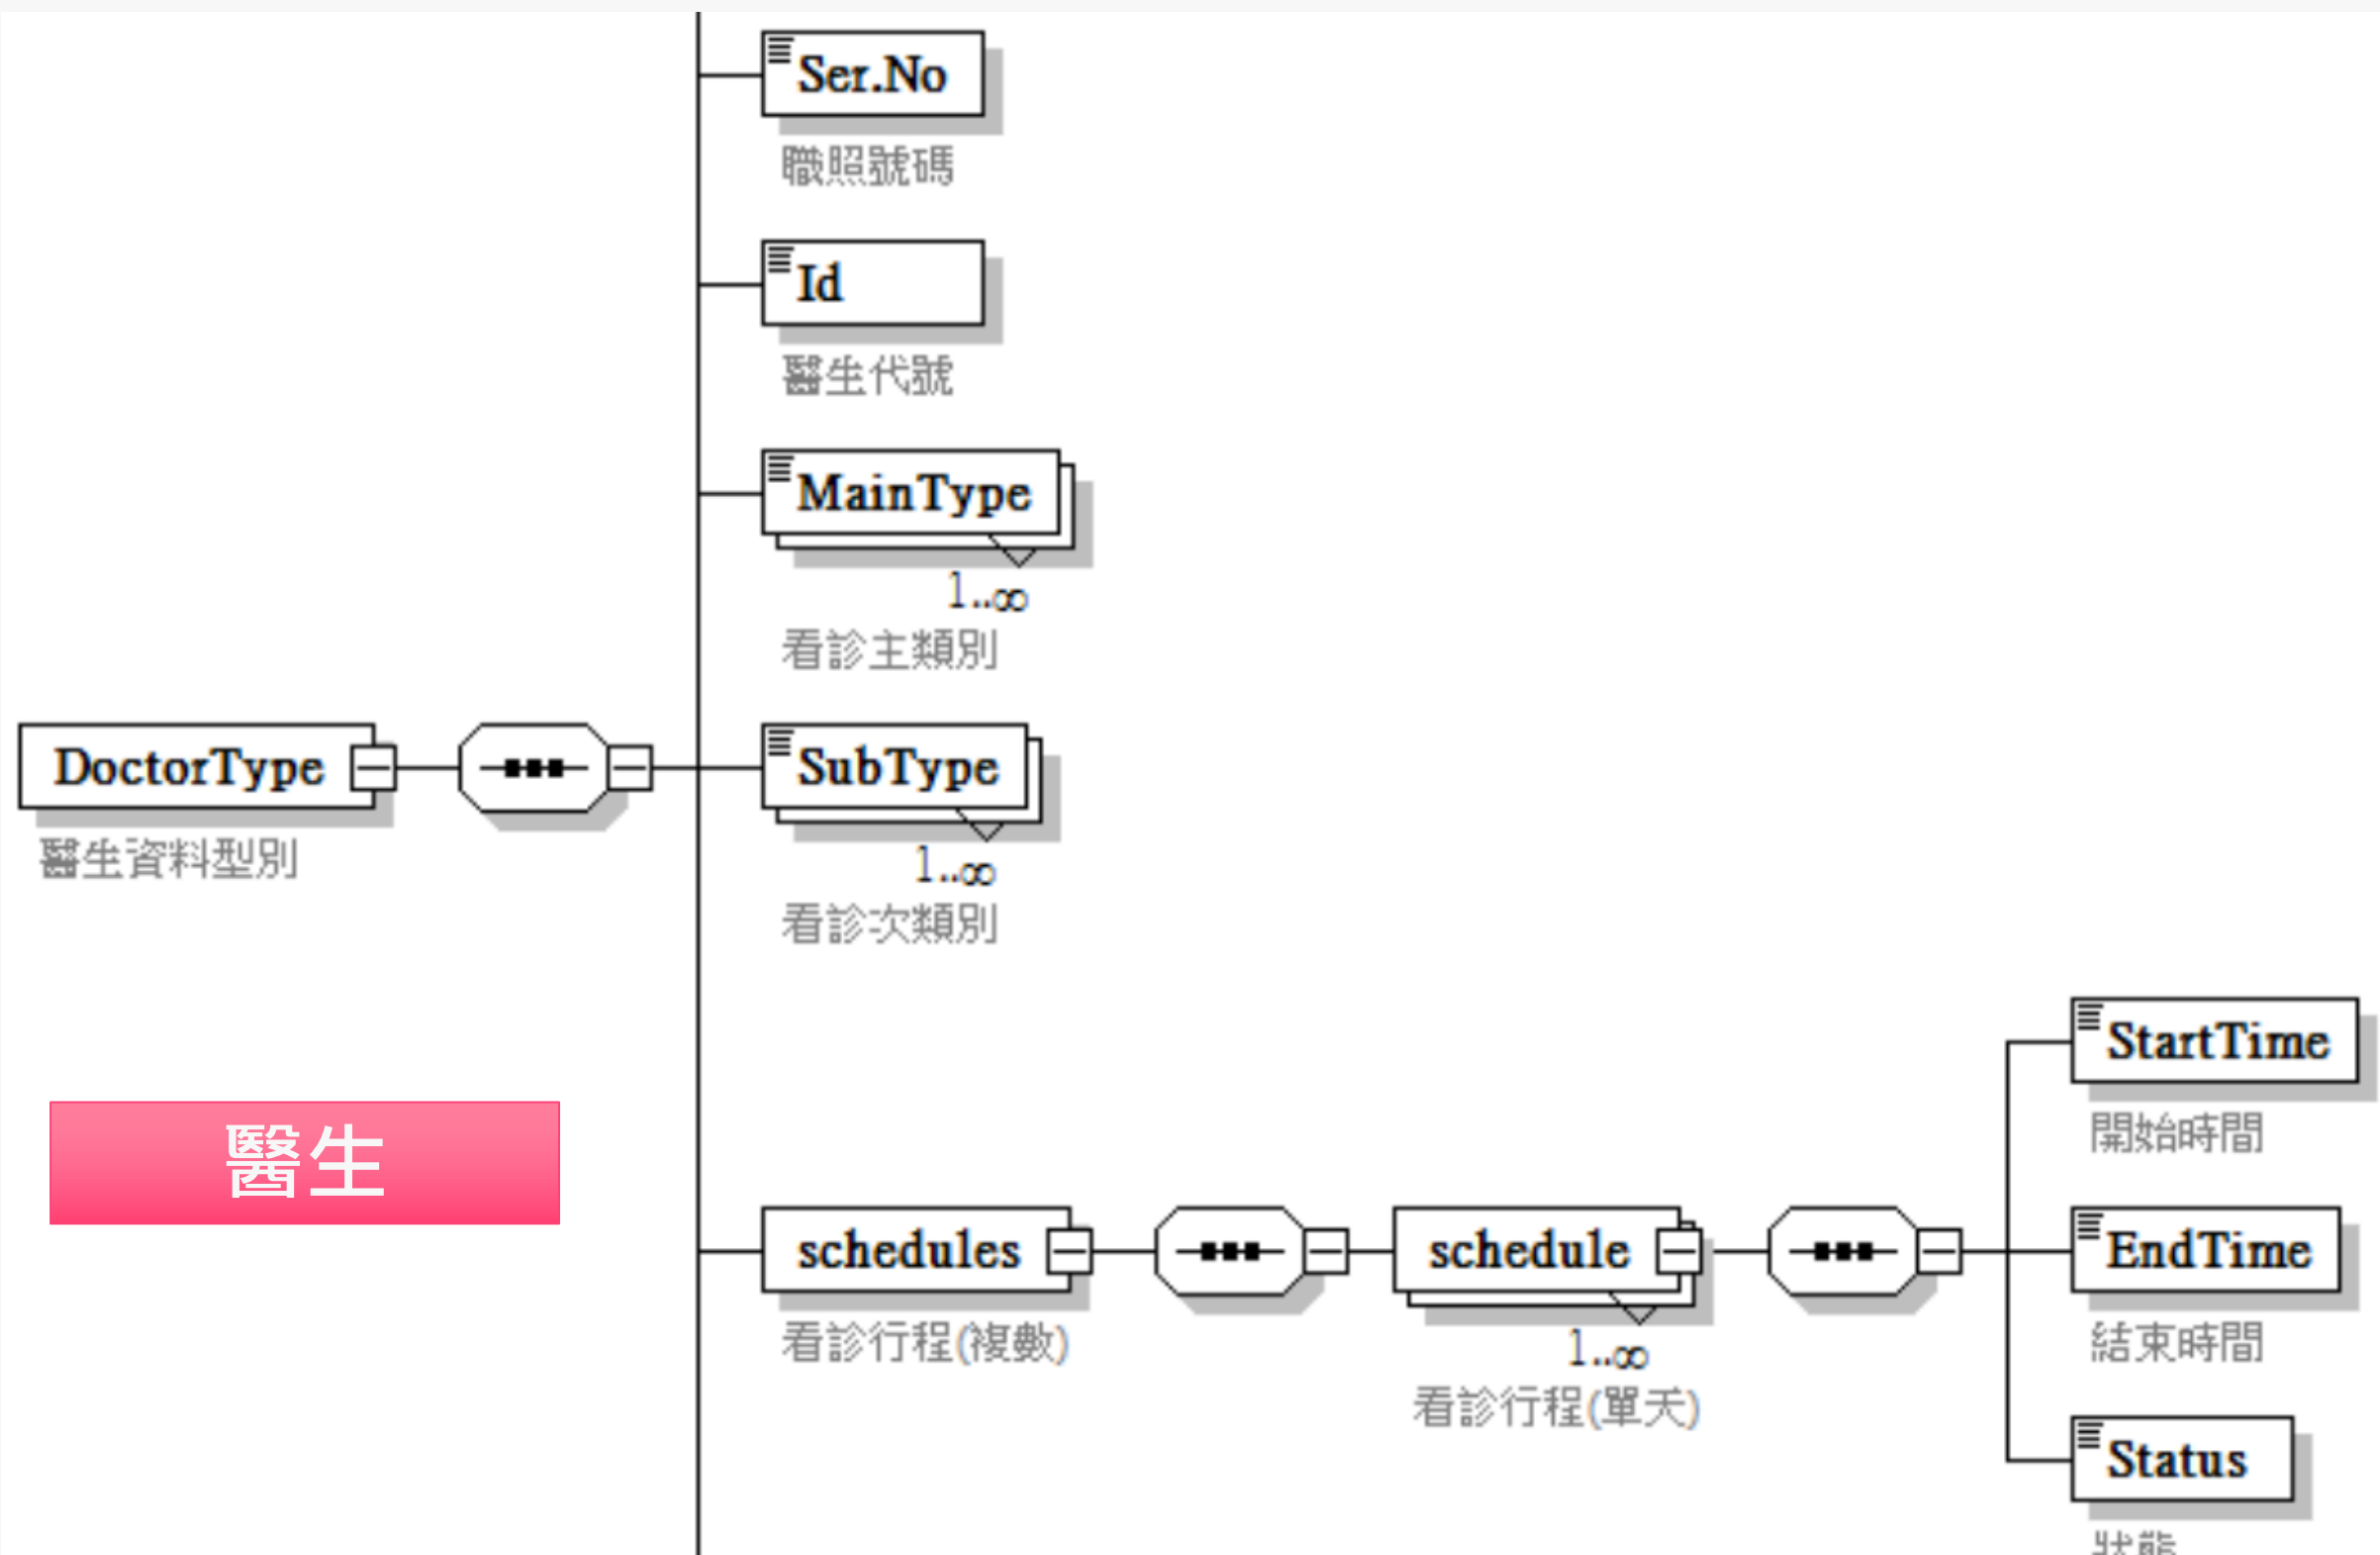 Ser.No
職照號碼
Id
醫生代號
MainType
1..∞
看診主類別
DoctorType
醫生資料型別
SubType
1..∞
看診次類別
醫生
schedules
看診行程(複數)
schedule
1..∞
看診行程(單天)
StartTime
開始時間
EndTime
結束時間
Status
狀態